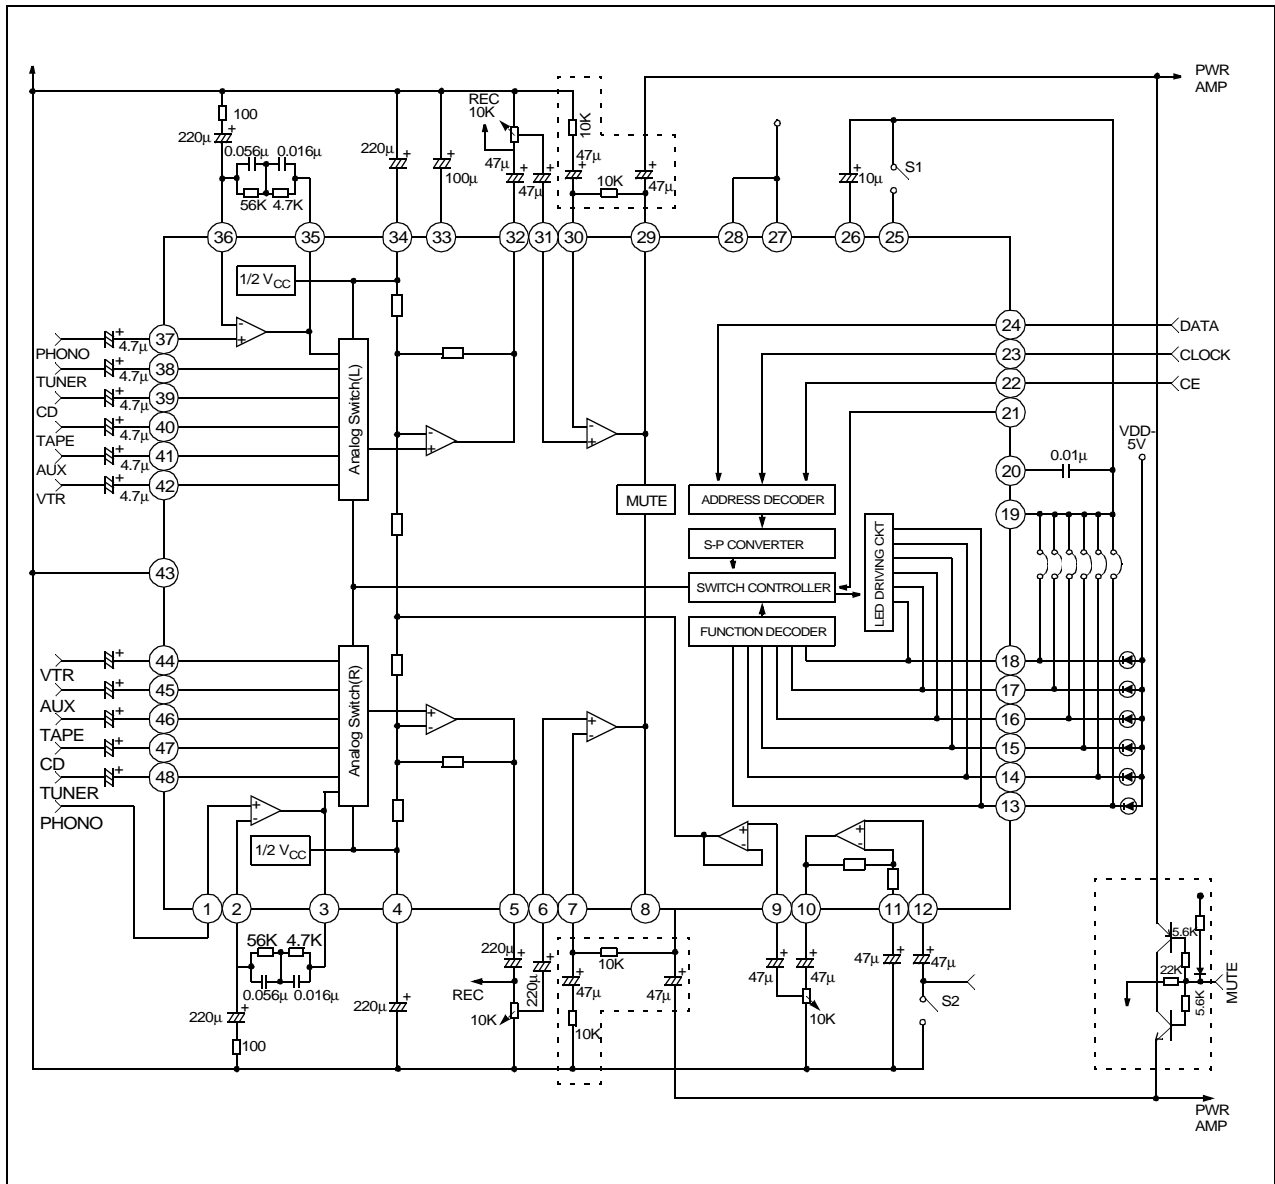 PWR
AMP
REC
10K
100
220μ
0.056μ
0.016μ
56K
4.7K
220μ
100μ
47μ
47μ
10K
47μ
10K
47μ
10μ
S1
36
35
34
33
32
31
30
29
28
27
26
25
1/2 VCC
PHONO
4.7μ
37
TUNER
4.7μ
38
CD
4.7μ
39
TAPE
4.7μ
40
AUX
4.7μ
41
VTR
4.7μ
42
Analog Switch(L)
24
DATA
23
CLOCK
22
CE
21
VDD-
5V
20
0.01μ
19
MUTE
ADDRESS DECODER
S-P CONVERTER
SWITCH CONTROLLER
FUNCTION DECODER
LED DRIVING CKT
43
VTR
44
AUX
45
TAPE
46
CD
47
TUNER
48
PHONO
Analog Switch(R)
18
17
16
15
14
13
1/2 VCC
1
2
3
4
5
6
7
8
9
10
11
12
56K
4.7K
0.056μ
0.016μ
220μ
100
220μ
220μ
REC
10K
220μ
10K
47μ
10K
47μ
47μ
47μ
10K
47μ
47μ
S2
5.6K
22K
5.6K
MUTE
PWR
AMP